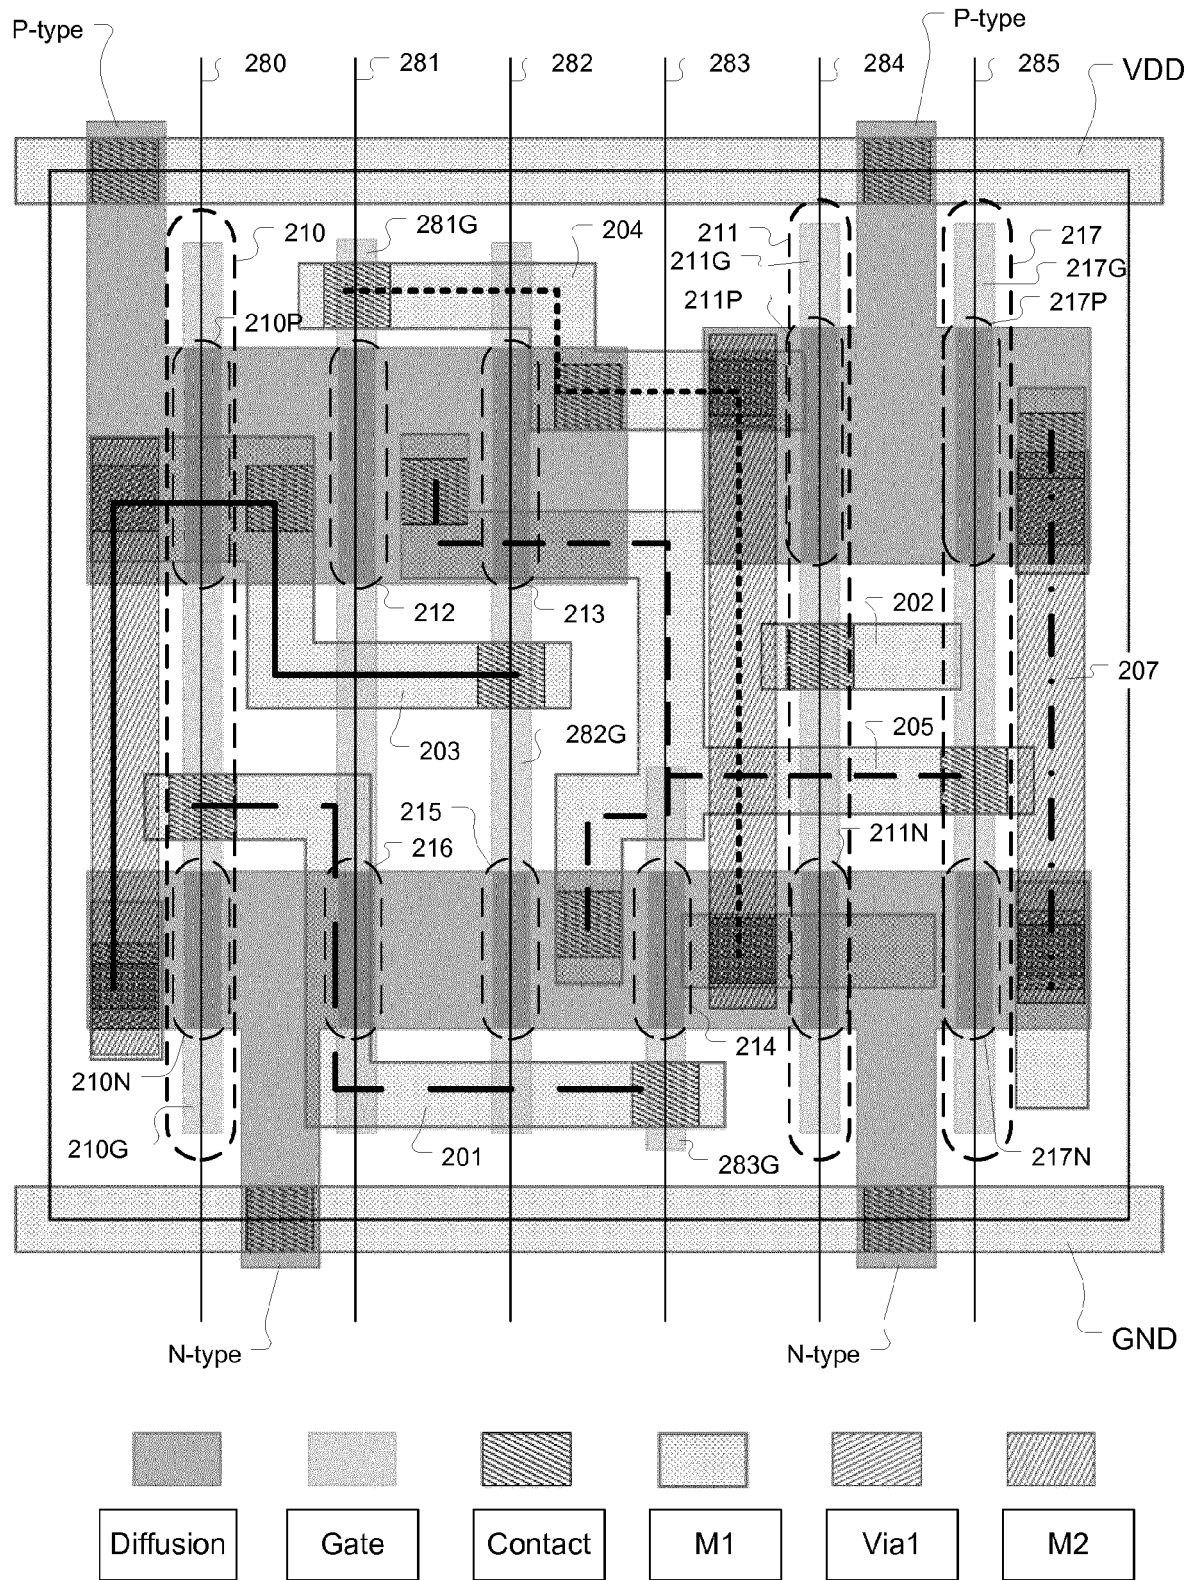 P-type
P-type
280
281
282
283
284
285
VDD
210
281G
204
211
211G
217
217G
210P
211P
217P
212
213
202
207
203
282G
205
215
216
211N
214
210N
210G
201
283G
217N
N-type
N-type
GND
Diffusion
Gate
Contact
M1
Via1
M2